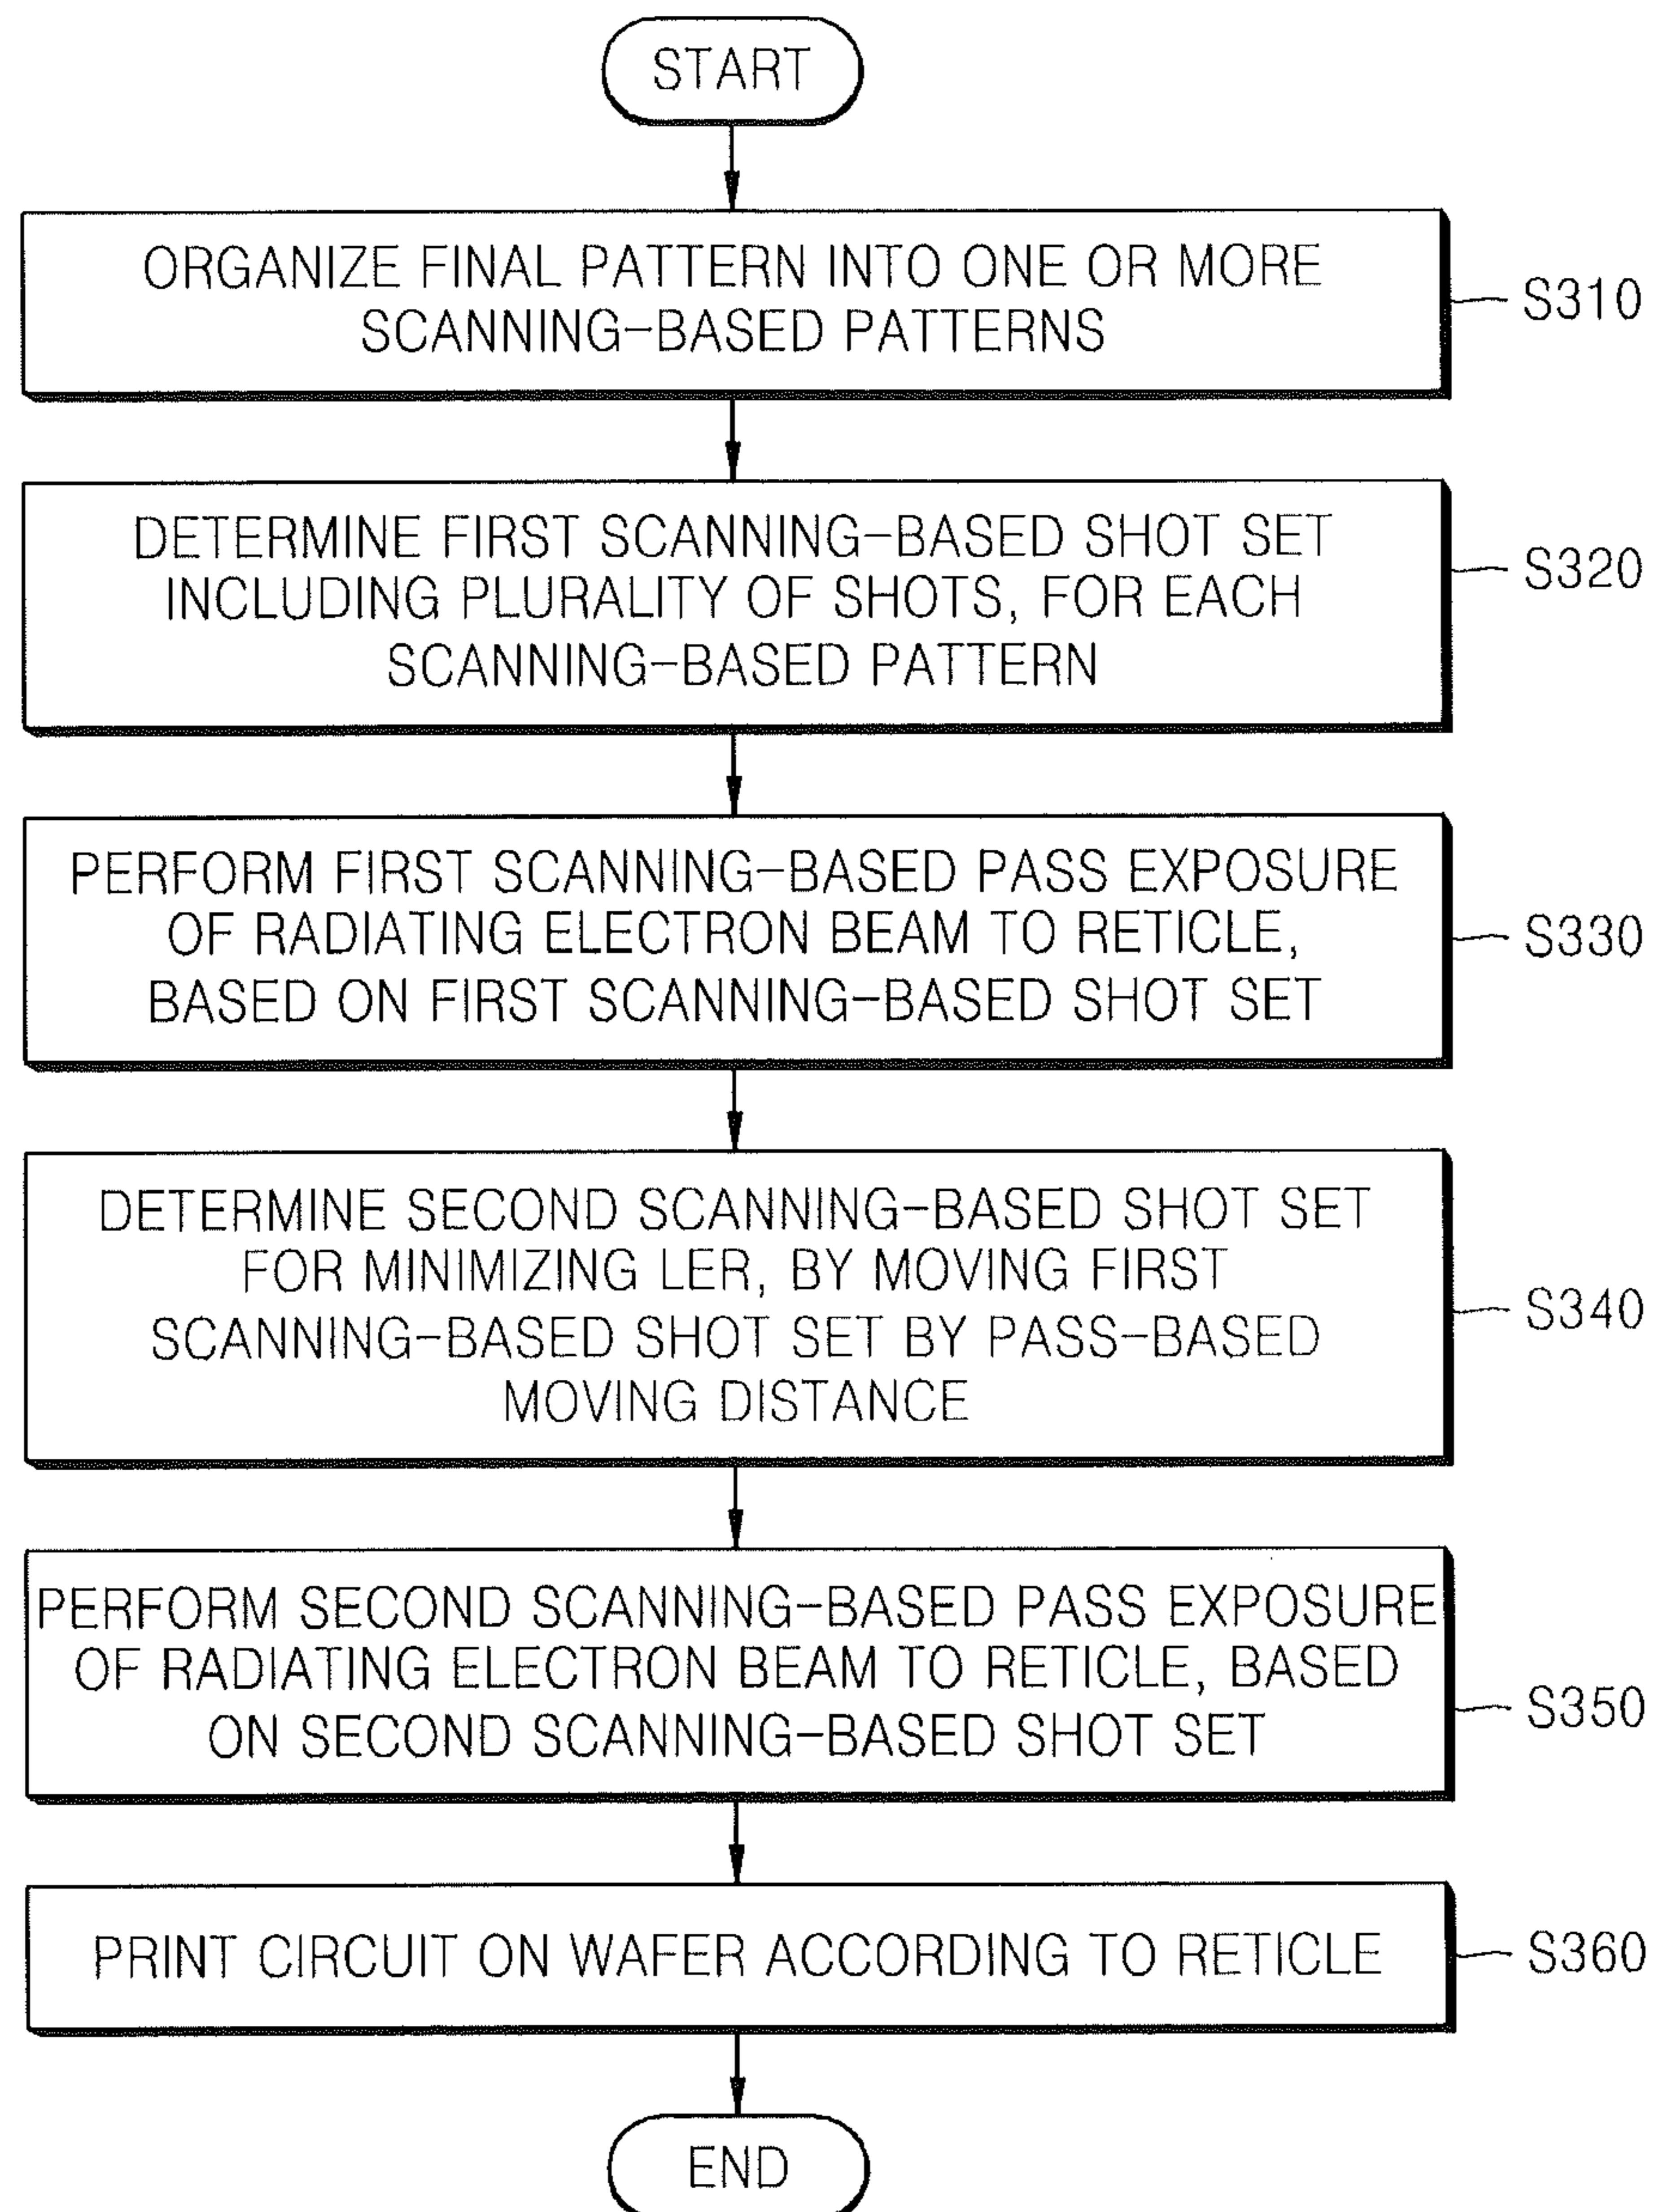 START
ORGANIZE FINAL PATTERN INTO ONE OR MORE
SCANNING-BASED PATTERNS
S310
DETERMINE FIRST SCANNING-BASED SHOT SET
INCLUDING PLURALITY OF SHOTS, FOR EACH
SCANNING-BASED PATTERN
S320
PERFORM FIRST SCANNING-BASED PASS EXPOSURE
OF RADIATING ELECTRON BEAM TO RETICLE,
BASED ON FIRST SCANNING-BASED SHOT SET
S330
DETERMINE SECOND SCANNING-BASED SHOT SET
FOR MINIMIZING LER, BY MOVING FIRST
SCANNING-BASED SHOT SET BY PASS-BASED
MOVING DISTANCE
S340
PERFORM SECOND SCANNING-BASED PASS EXPOSURE
OF RADIATING ELECTRON BEAM TO RETICLE, BASED
ON SECOND SCANNING-BASED SHOT SET
S350
PRINT CIRCUIT ON WAFER ACCORDING TO RETICLE
S360
END